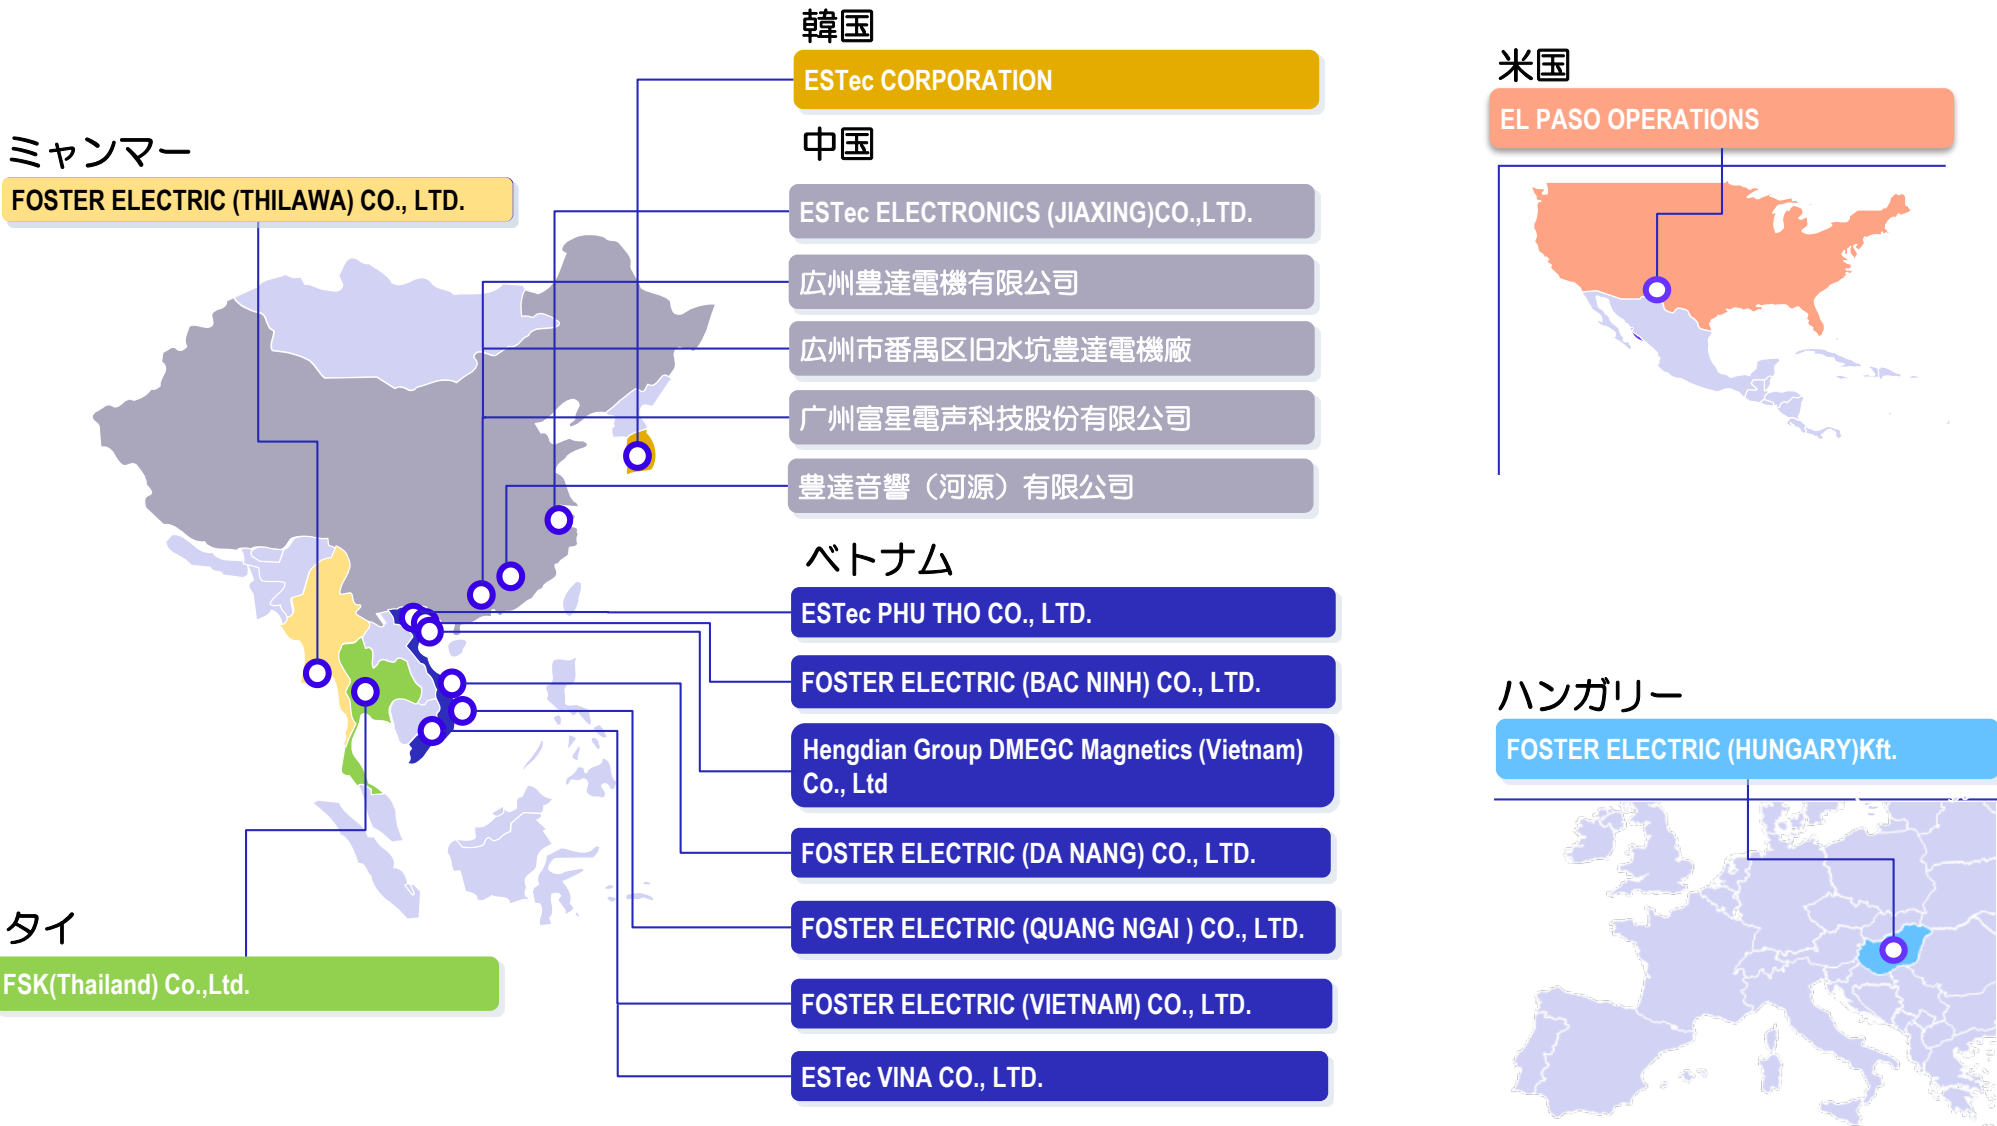 韓国
ESTec CORPORATION
中国
ESTec ELECTRONICS (JIAXING)CO.,LTD.
広州豊達電機有限公司
広州市番禺区旧水坑豊達電機廠
广州富星電声科技股份有限公司
豊達音響（河源）有限公司
ベトナム
ESTec PHU THO CO., LTD.
FOSTER ELECTRIC (BAC NINH) CO., LTD.
Hengdian Group DMEGC Magnetics (Vietnam)
Co., Ltd
FOSTER ELECTRIC (DA NANG) CO., LTD.
FOSTER ELECTRIC (QUANG NGAI ) CO., LTD.
FOSTER ELECTRIC (VIETNAM) CO., LTD.
ESTec VINA CO., LTD.
ミャンマー
FOSTER ELECTRIC (THILAWA) CO., LTD.
タイ
FSK(Thailand) Co.,Ltd.
米国
EL PASO OPERATIONS
ハンガリー
FOSTER ELECTRIC (HUNGARY)Kft.